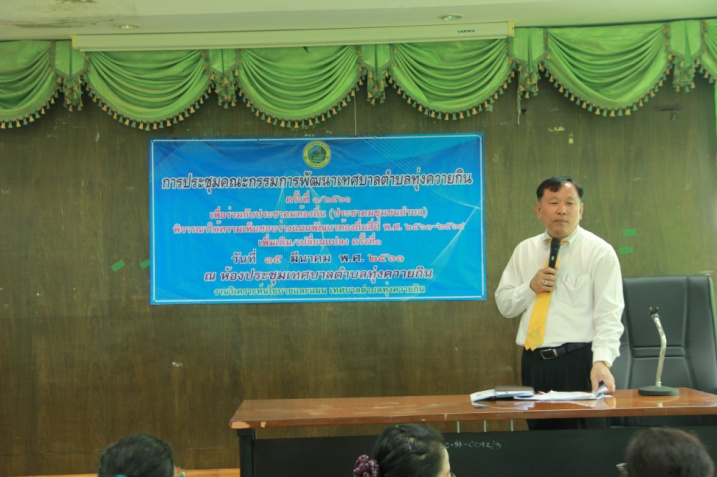 การประชุมคณะกรรมการพัฒนาเทศบาลตำบลทุ่งควายกิน
ครั้งที่ ๑/๒๕๖๑
เพื่อร่วมกับประชาคมท้องถิ่น (ประชาคมชุมชนตำบล)
พิจารณาให้ความเห็นชอบร่างแผนพัฒนาท้องถิ่นสี่ปี พ.ศ. ๒๕๖๑-๒๕๖๔
เพิ่มเติม/เปลี่ยนแปลง ครั้งที่๑
วันที่ ๑๕ มีนาคม พ.ศ. ๒๕๖๑
ณ ห้องประชุมเทศบาลตำบลทุ่งควายกิน
งานวิเคราะห์นโยบายและแผน เทศบาลตำบลทุ่งควายกิน